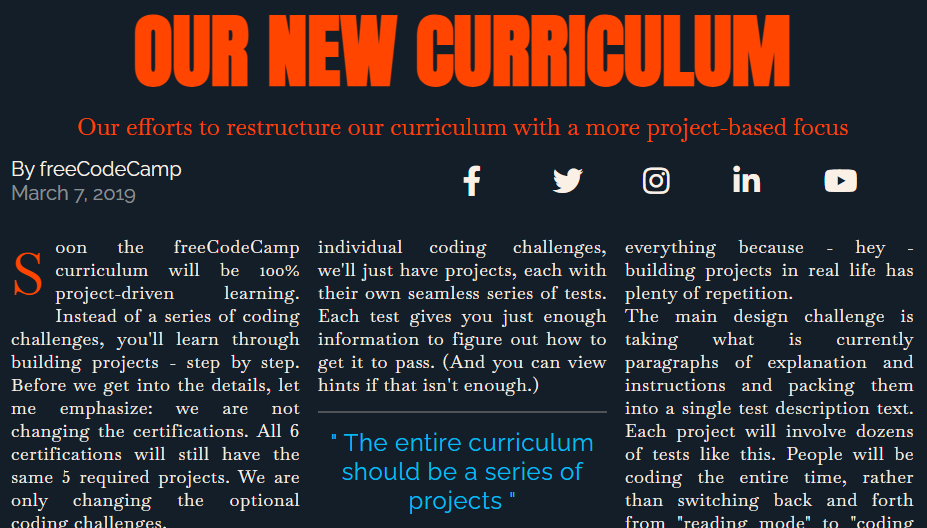 OUR NEW CURRICULUM
Our efforts to restructure our curriculum with a more project-based focus
By freeCodeCamp
March 7, 2019
Soon the freeCodeCamp
curriculum will be 100%
project-driven learning.
Instead of a series of coding
challenges, you'll learn through
building projects - step by step.
Before we get into the details, let
me emphasize: we are not
changing the certifications. All 6
certifications will still have the
same 5 required projects. We are
only changing the optional
coding challenges.
individual coding challenges,
we'll just have projects, each with
their own seamless series of tests.
Each test gives you just enough
information to figure out how to
get it to pass. (And you can view
hints if that isn't enough.)
" The entire curriculum
should be a series of
projects "
everything because - hey -
building projects in real life has
plenty of repetition.
The main design challenge is
taking what is currently
paragraphs of explanation and
instructions and packing them
into a single test description text.
Each project will involve dozens
of tests like this. People will be
coding the entire time, rather
than switching back and forth
from "reading mode" to "coding